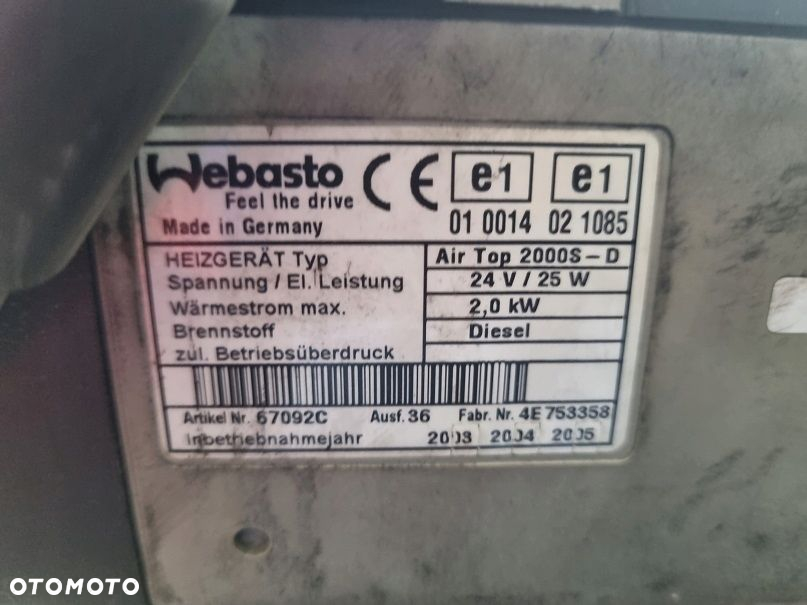 Webasto
Feel the drive
Made in Germany
CE
e1
e1
01 0014
02 1085
HEIZGERÄT Typ Air Top 2000S – D
Spannung / El. Leistung 24 V / 25 W
Wärmestrom max. 2,0 kW
Brennstoff Diesel
zul. Betriebsüberdruck
Artikel Nr. 67092C Ausf. 36 Fabr. Nr. 4E 753358
Inbetriebnahmejahr 2003 2004 2005
OTOMOTO